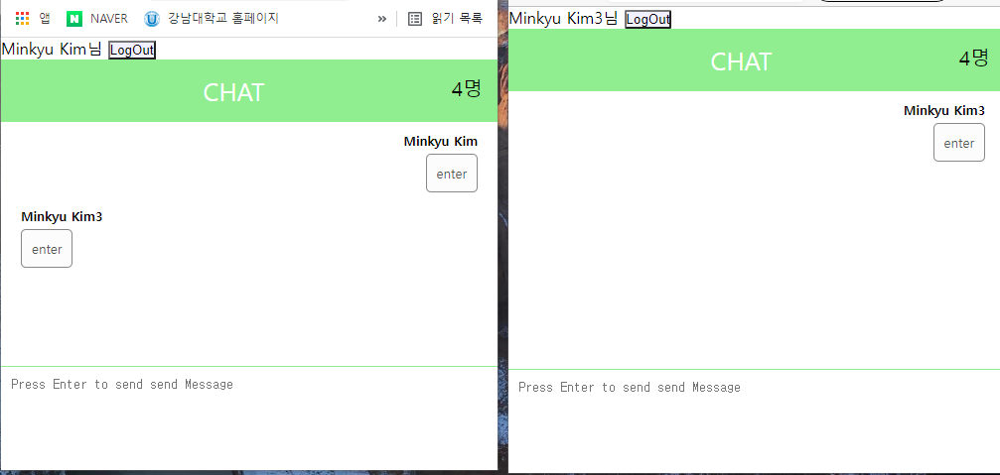 앱 NAVER 강남대학교 홈페이지 » 읽기 목록
Minkyu Kim님 LogOut
CHAT 4명
Minkyu Kim
enter
Minkyu Kim3
enter
Press Enter to send send Message
Minkyu Kim3님 LogOut
CHAT 4명
Minkyu Kim3
enter
Press Enter to send send Message